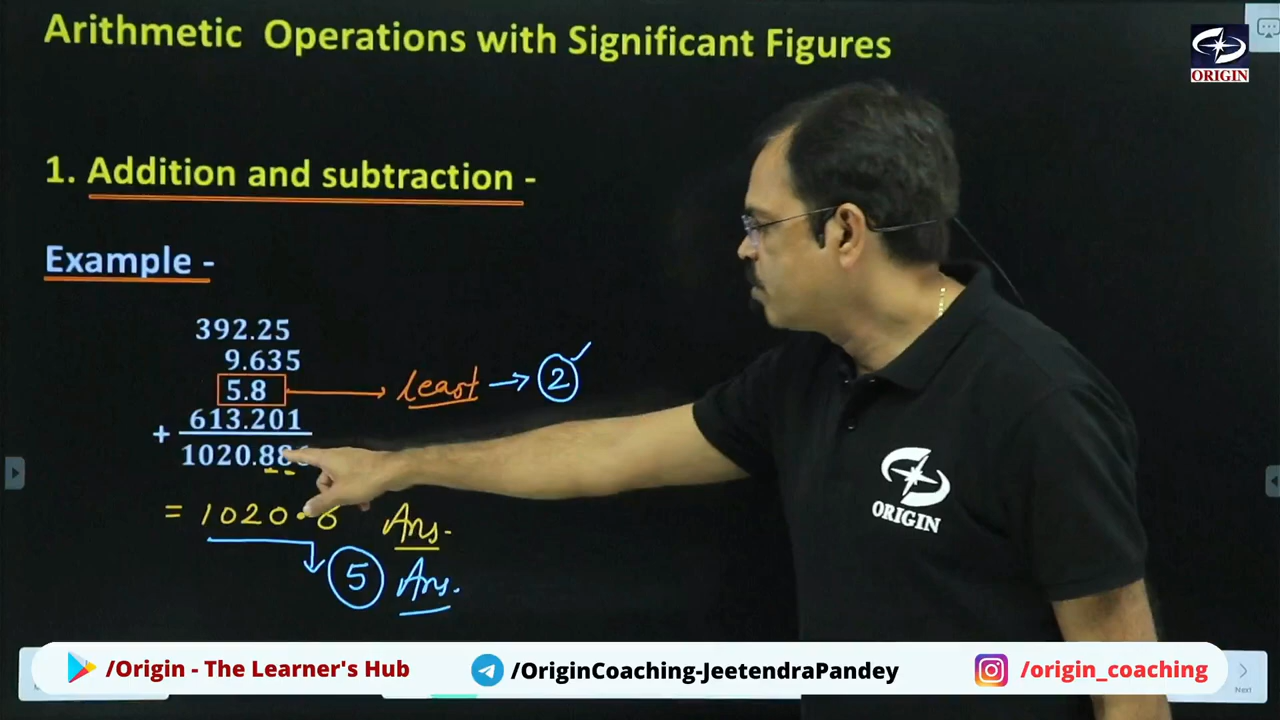 Arithmetic Operations with Significant Figures
ORIGIN
1. Addition and subtraction -
Example -
392.25
9.635
5.8 → least → 2 ✓
+ 613.201
1020.88
= 1020. Ans.
5 Ans.
ORIGIN
/Origin - The Learner's Hub
/OriginCoaching-JeetendraPandey
/origin_coaching
Next